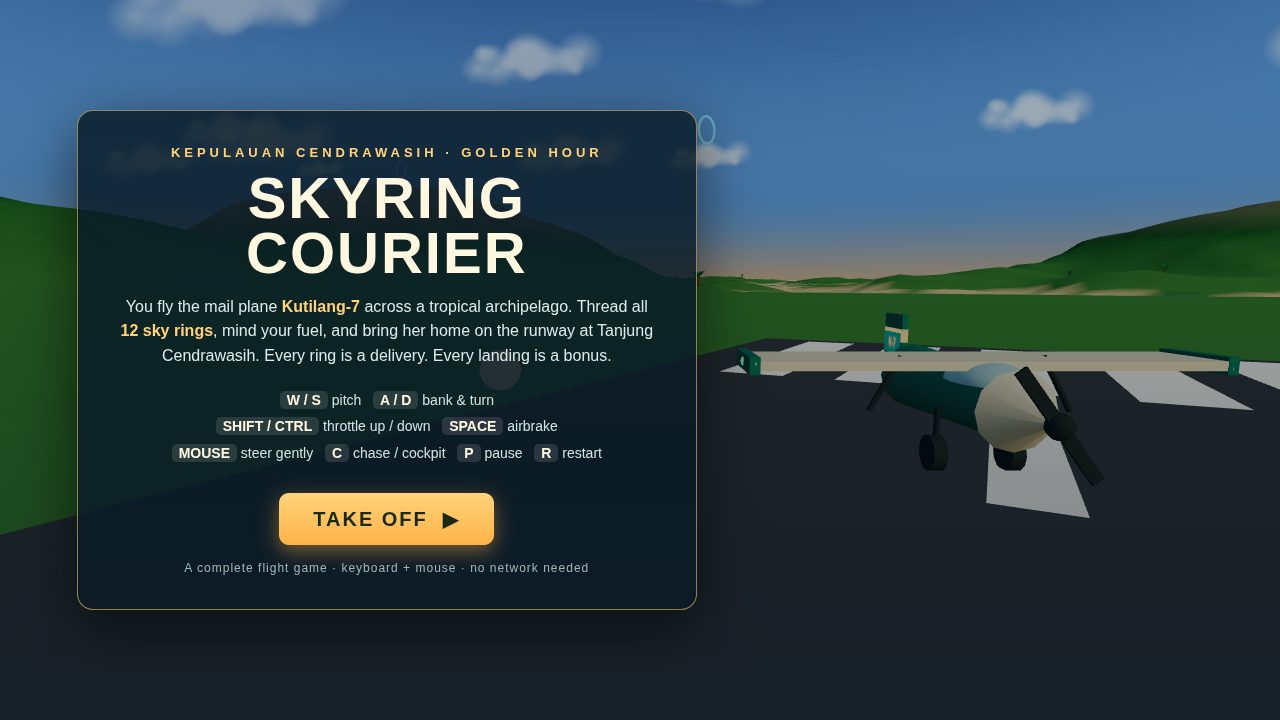 KEPULAUAN CENDRAWASIH · GOLDEN HOUR
SKYRING
COURIER
You fly the mail plane Kutilang-7 across a tropical archipelago. Thread all
12 sky rings, mind your fuel, and bring her home on the runway at Tanjung
Cendrawasih. Every ring is a delivery. Every landing is a bonus.
W / S pitch A / D bank & turn
SHIFT / CTRL throttle up / down SPACE airbrake
MOUSE steer gently C chase / cockpit P pause R restart
TAKE OFF ▶
A complete flight game · keyboard + mouse · no network needed